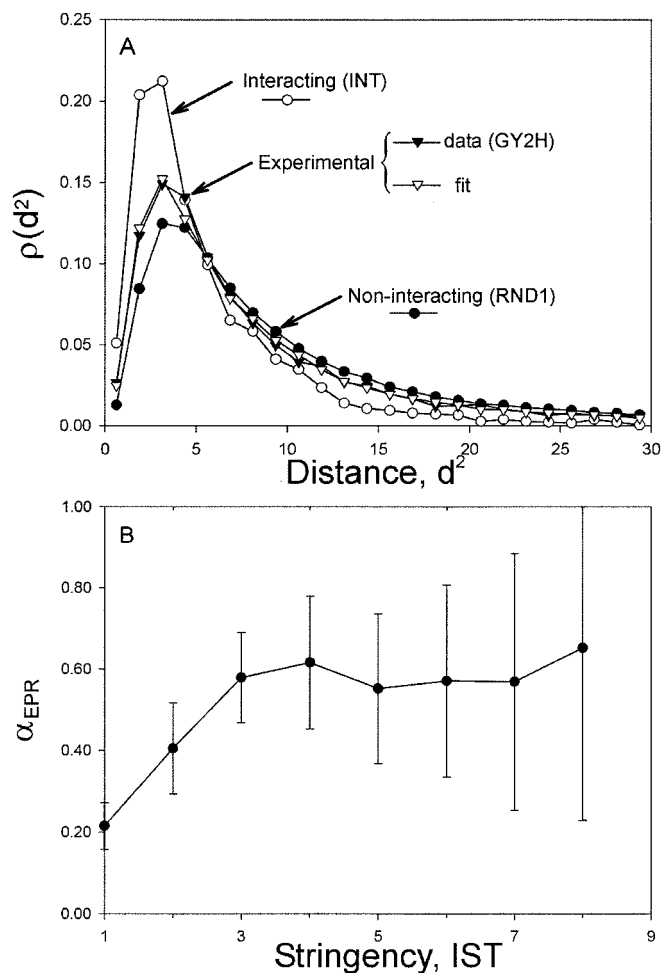 A
0.25
0.20
0.15
0.10
0.05
0.00
ρ(d²)
Interacting (INT)
Experimental
data (GY2H)
fit
Non-interacting (RND1)
0 5 10 15 20 25 30
Distance, d²
B
1.00
0.80
0.60
0.40
0.20
0.00
αEPR
1 3 5 7 9
Stringency, IST